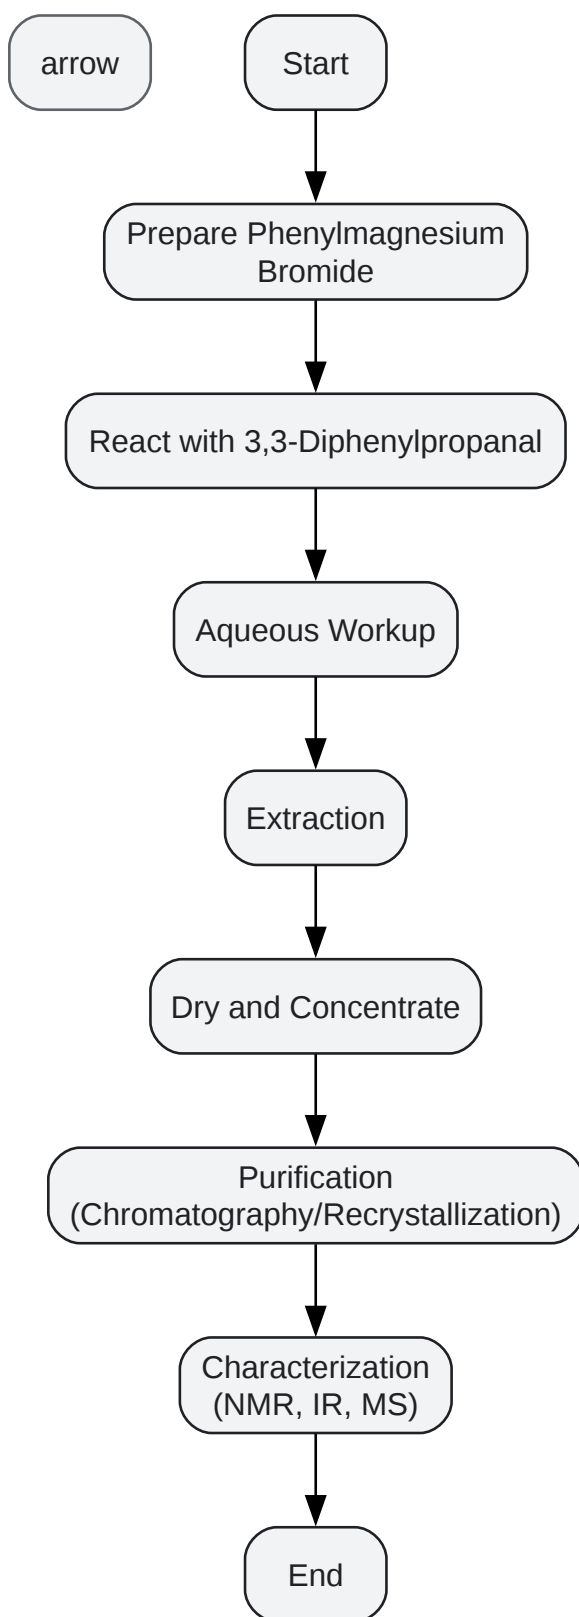 arrow
Start
Prepare Phenylmagnesium
Bromide
React with 3,3-Diphenylpropanal
Aqueous Workup
Extraction
Dry and Concentrate
Purification
(Chromatography/Recrystallization)
Characterization
(NMR, IR, MS)
End